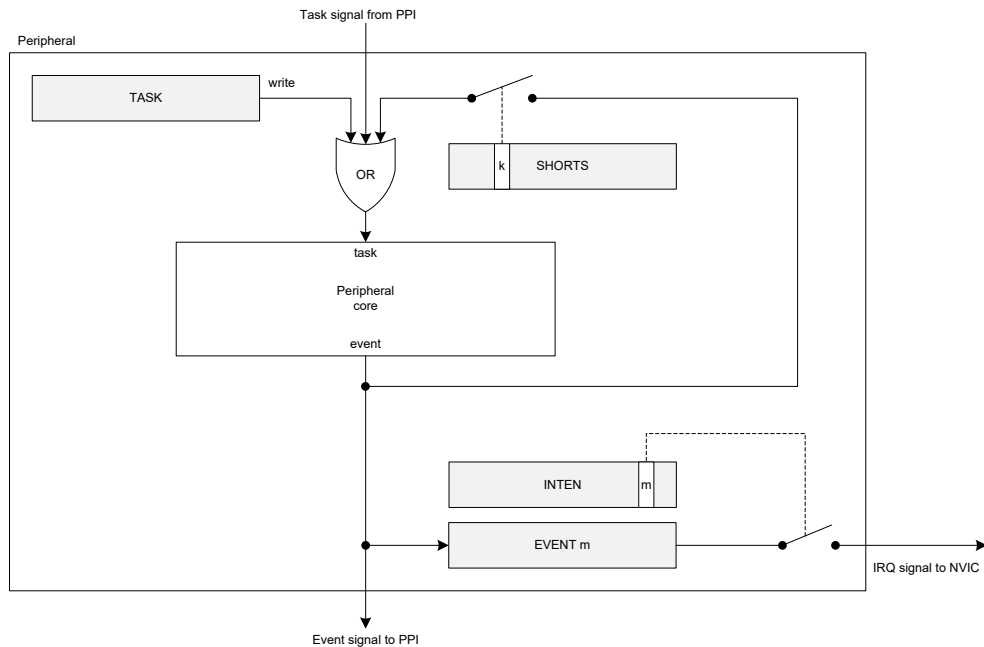 Task signal from PPI
Peripheral
write
TASK
k
SHORTS
OR
task
Peripheral
core
event
INTEN
m
EVENT m
IRQ signal to NVIC
Event signal to PPI